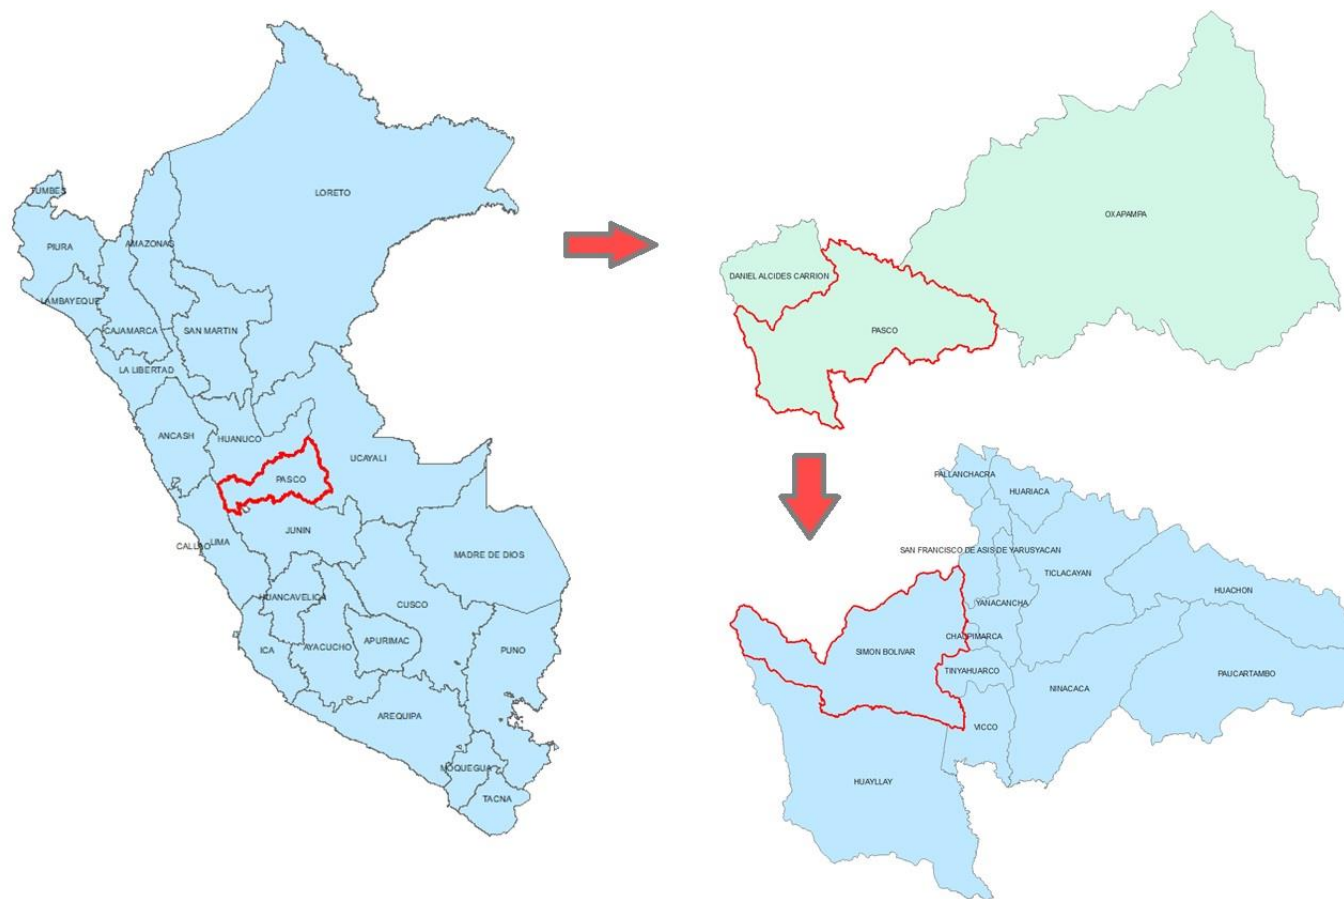 LORETO
TUMBES
PIURA
AMAZONAS
LAMBAYEQUE
CAJAMARCA
SAN MARTIN
LA LIBERTAD
ANCASH
HUANUCO
UCAYALI
PASCO
JUNIN
CALLAO
LIMA
MADRE DE DIOS
HUANCAVELICA
CUSCO
ICA
AYACUCHO
APURIMAC
PUNO
AREQUIPA
MOQUEGUA
TACNA
OXAPAMPA
DANIEL ALCIDES CARRION
PASCO
PALLANCHACRA
HUARIACA
SAN FRANCISCO DE ASIS DE YARUSYACAN
TICLACAYAN
HUACHON
YANACANCHA
CHAUPIMARCA
SIMON BOLIVAR
TINYAHUARCO
PAUCARTAMBO
NINACACA
VICCO
HUAYLLAY